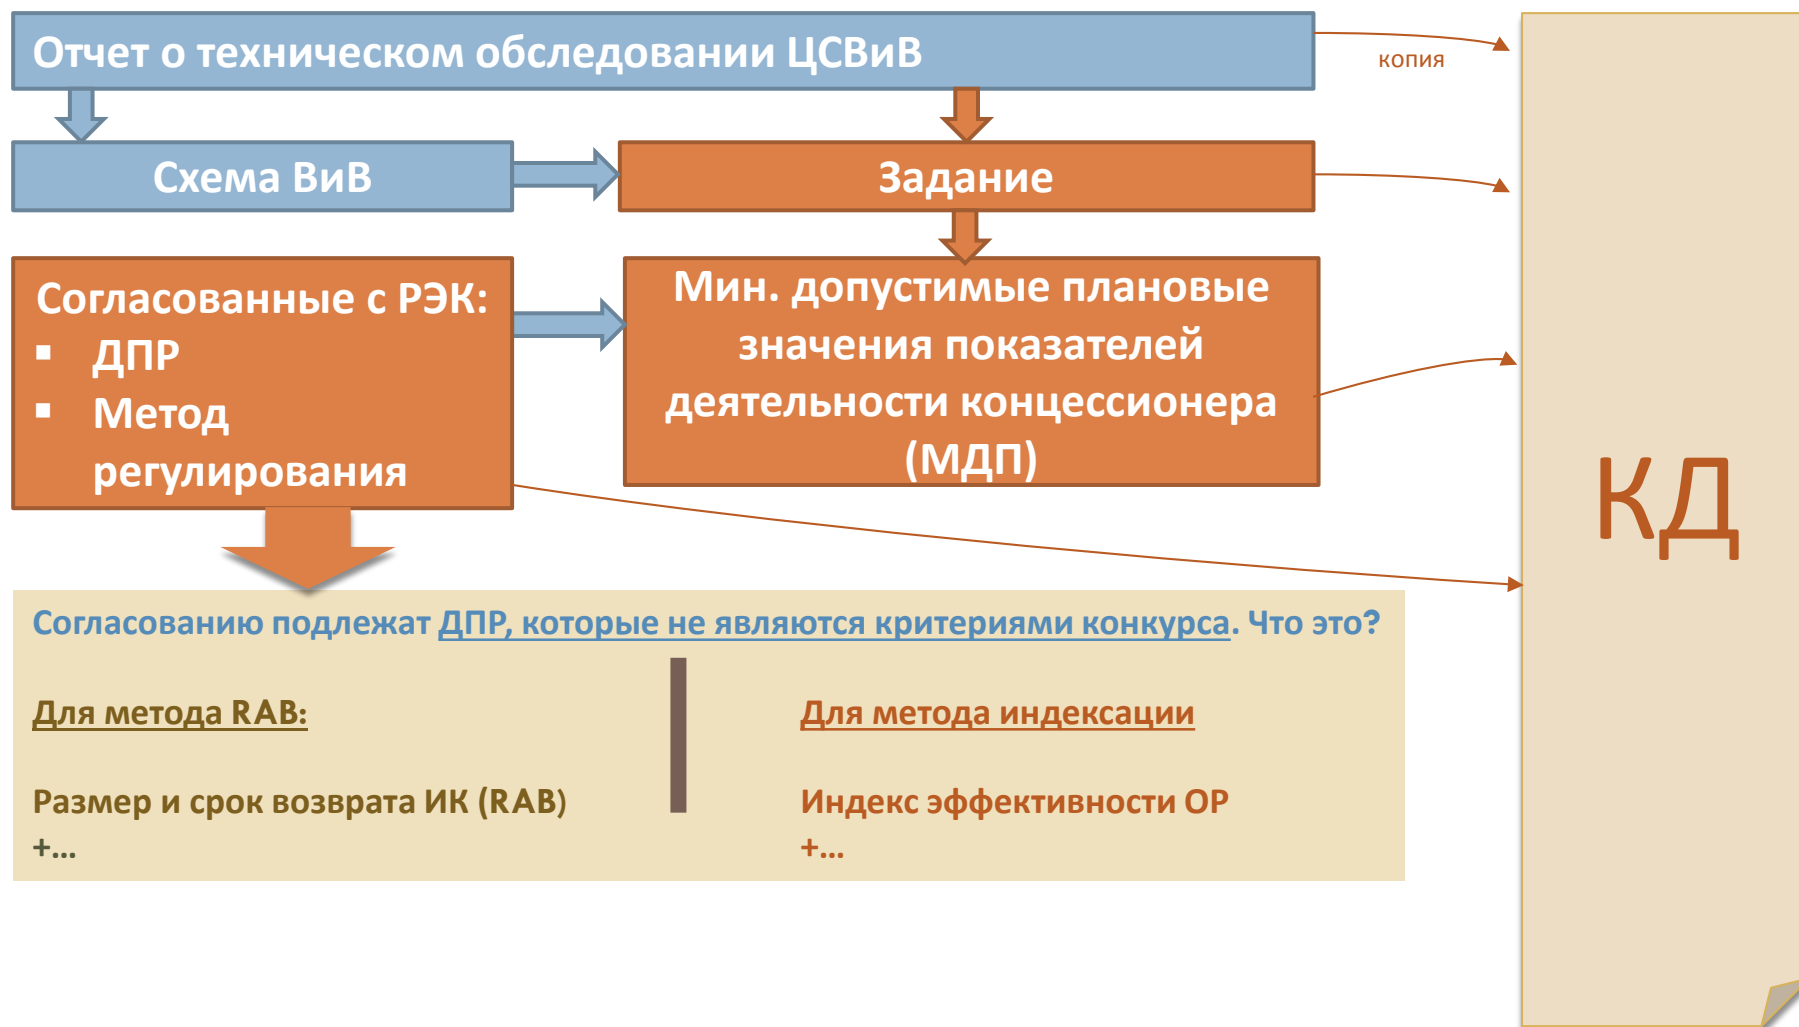 Отчет о техническом обследовании ЦСВиВ
копия
Схема ВиВ
Задание
Согласованные с РЭК:
▪ ДПР
▪ Метод
регулирования
Мин. допустимые плановые
значения показателей
деятельности концессионера
(МДП)
КД
Согласованию подлежат ДПР, которые не являются критериями конкурса. Что это?
Для метода RAB:
Размер и срок возврата ИК (RAB)
+...
Для метода индексации
Индекс эффективности ОР
+...